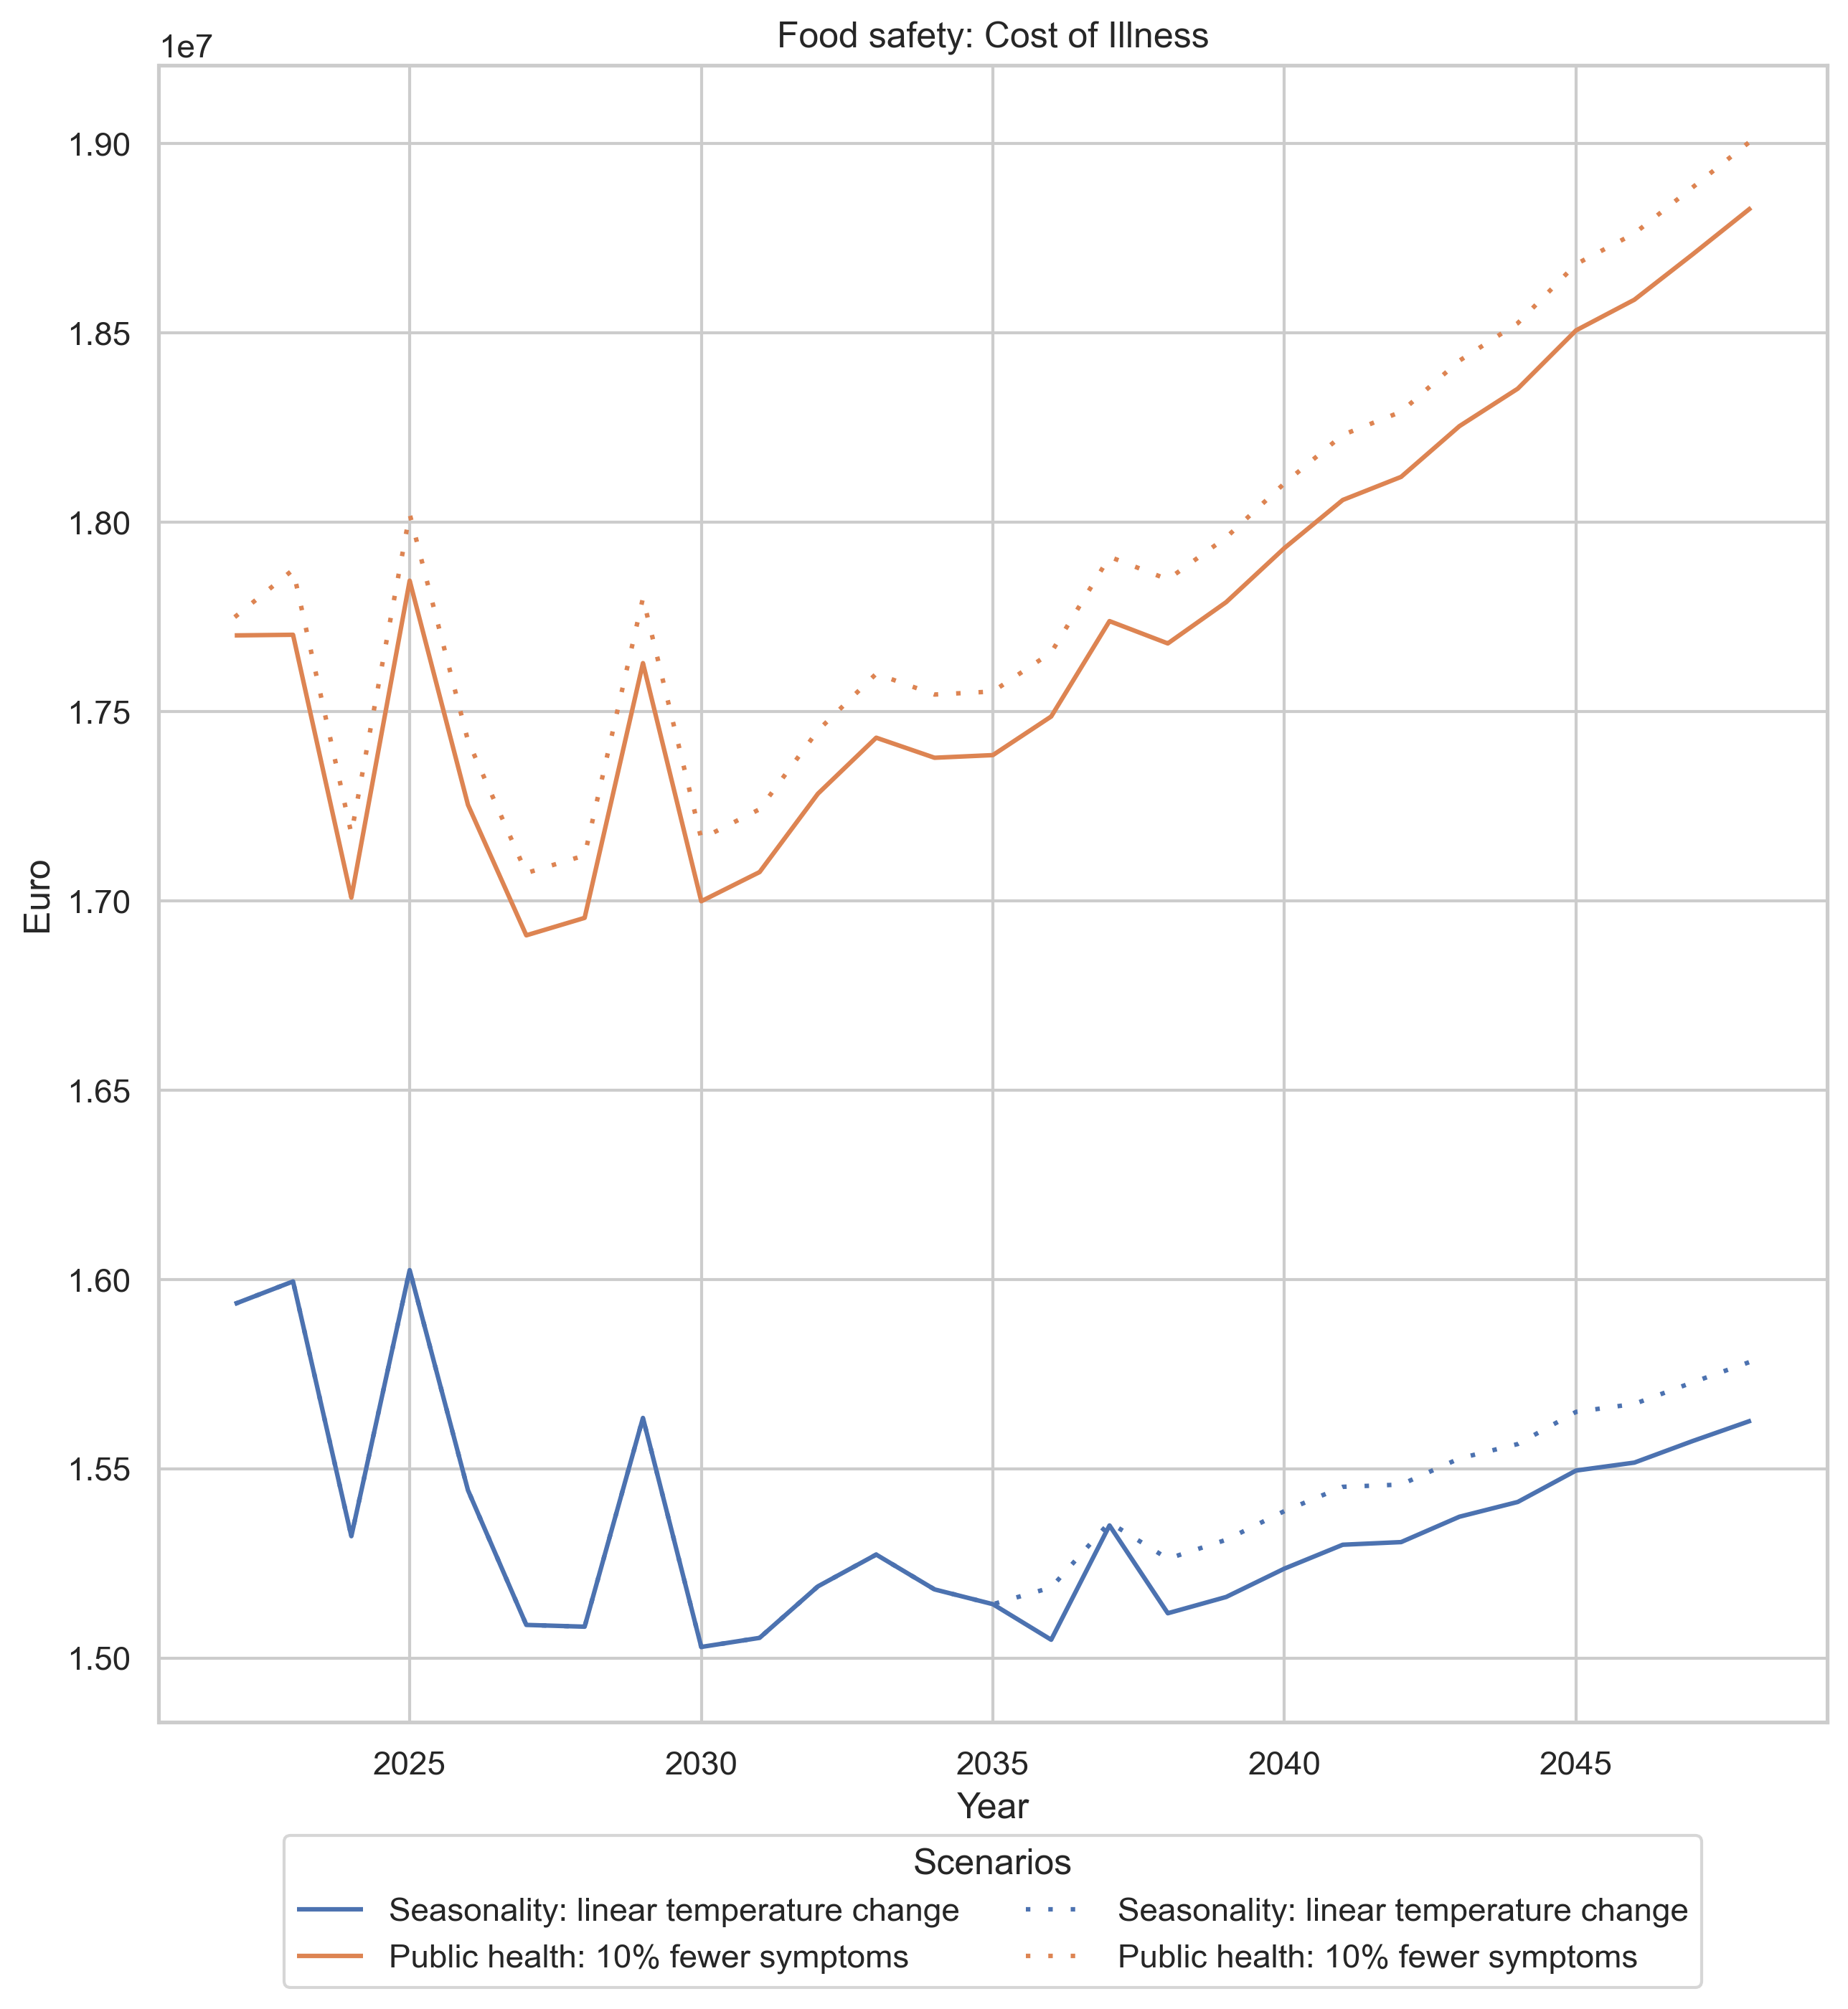 Food safety: Cost of Illness
1e7
1.90
1.85
1.80
1.75
1.70
1.65
1.60
1.55
1.50
Euro
2025 2030 2035 2040 2045
Year
Scenarios
Seasonality: linear temperature change Seasonality: linear temperature change
Public health: 10% fewer symptoms Public health: 10% fewer symptoms